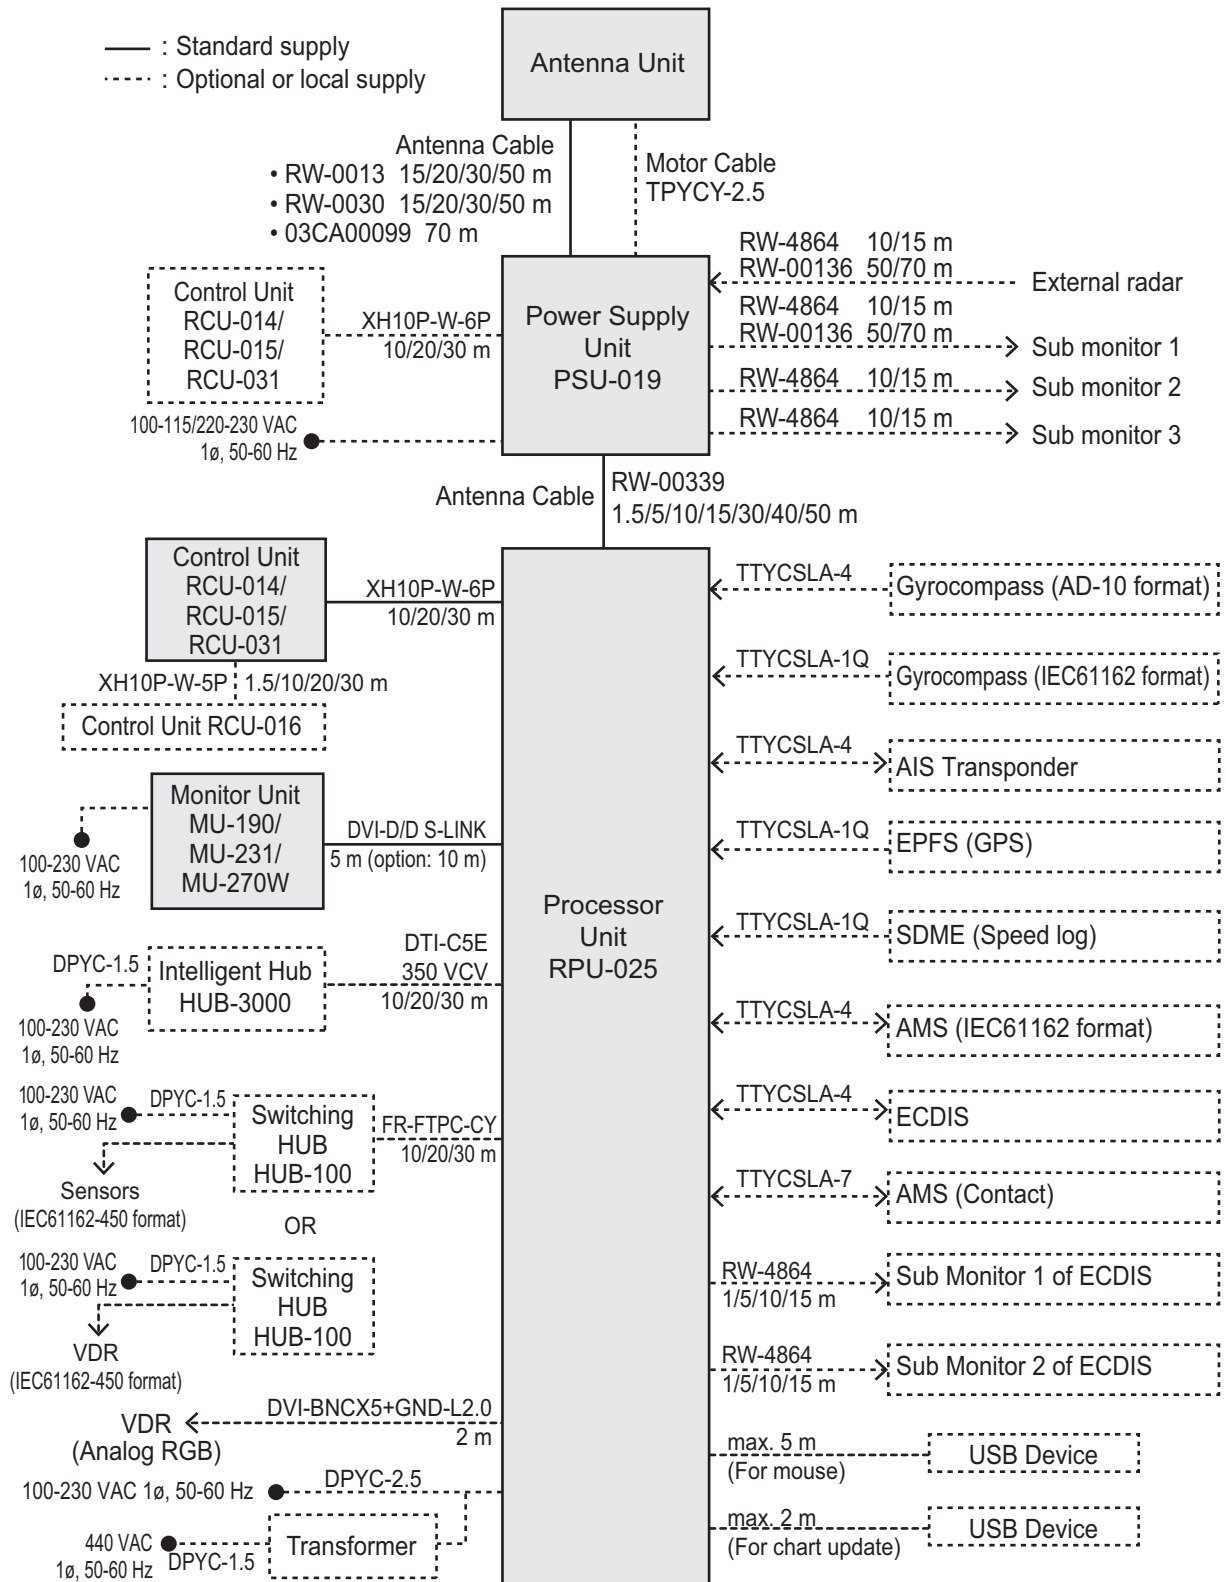 : Standard supply
: Optional or local supply
Antenna Unit
Antenna Cable
• RW-0013 15/20/30/50 m
• RW-0030 15/20/30/50 m
• 03CA00099 70 m
Motor Cable
TPYCY-2.5
Control Unit
RCU-014/
RCU-015/
RCU-031
XH10P-W-6P
10/20/30 m
100-115/220-230 VAC
1ø, 50-60 Hz
Power Supply
Unit
PSU-019
RW-4864 10/15 m
RW-00136 50/70 m
External radar
RW-4864 10/15 m
RW-00136 50/70 m
Sub monitor 1
RW-4864 10/15 m
Sub monitor 2
RW-4864 10/15 m
Sub monitor 3
Antenna Cable
RW-00339
1.5/5/10/15/30/40/50 m
Control Unit
RCU-014/
RCU-015/
RCU-031
XH10P-W-6P
10/20/30 m
XH10P-W-5P 1.5/10/20/30 m
Control Unit RCU-016
Monitor Unit
MU-190/
MU-231/
MU-270W
100-230 VAC
1ø, 50-60 Hz
DVI-D/D S-LINK
5 m (option: 10 m)
DPYC-1.5
Intelligent Hub
HUB-3000
DTI-C5E
350 VCV
10/20/30 m
100-230 VAC
1ø, 50-60 Hz
100-230 VAC
1ø, 50-60 Hz
DPYC-1.5
Switching
HUB
HUB-100
FR-FTPC-CY
10/20/30 m
Sensors
(IEC61162-450 format)
OR
100-230 VAC
1ø, 50-60 Hz
DPYC-1.5
Switching
HUB
HUB-100
VDR
(IEC61162-450 format)
VDR
(Analog RGB)
DVI-BNCX5+GND-L2.0
2 m
100-230 VAC 1ø, 50-60 Hz
DPYC-2.5
440 VAC
1ø, 50-60 Hz
DPYC-1.5
Transformer
Processor
Unit
RPU-025
TTYCSLA-4
Gyrocompass (AD-10 format)
TTYCSLA-1Q
Gyrocompass (IEC61162 format)
TTYCSLA-4
AIS Transponder
TTYCSLA-1Q
EPFS (GPS)
TTYCSLA-1Q
SDME (Speed log)
TTYCSLA-4
AMS (IEC61162 format)
TTYCSLA-4
ECDIS
TTYCSLA-7
AMS (Contact)
RW-4864
1/5/10/15 m
Sub Monitor 1 of ECDIS
RW-4864
1/5/10/15 m
Sub Monitor 2 of ECDIS
max. 5 m
(For mouse)
USB Device
max. 2 m
(For chart update)
USB Device